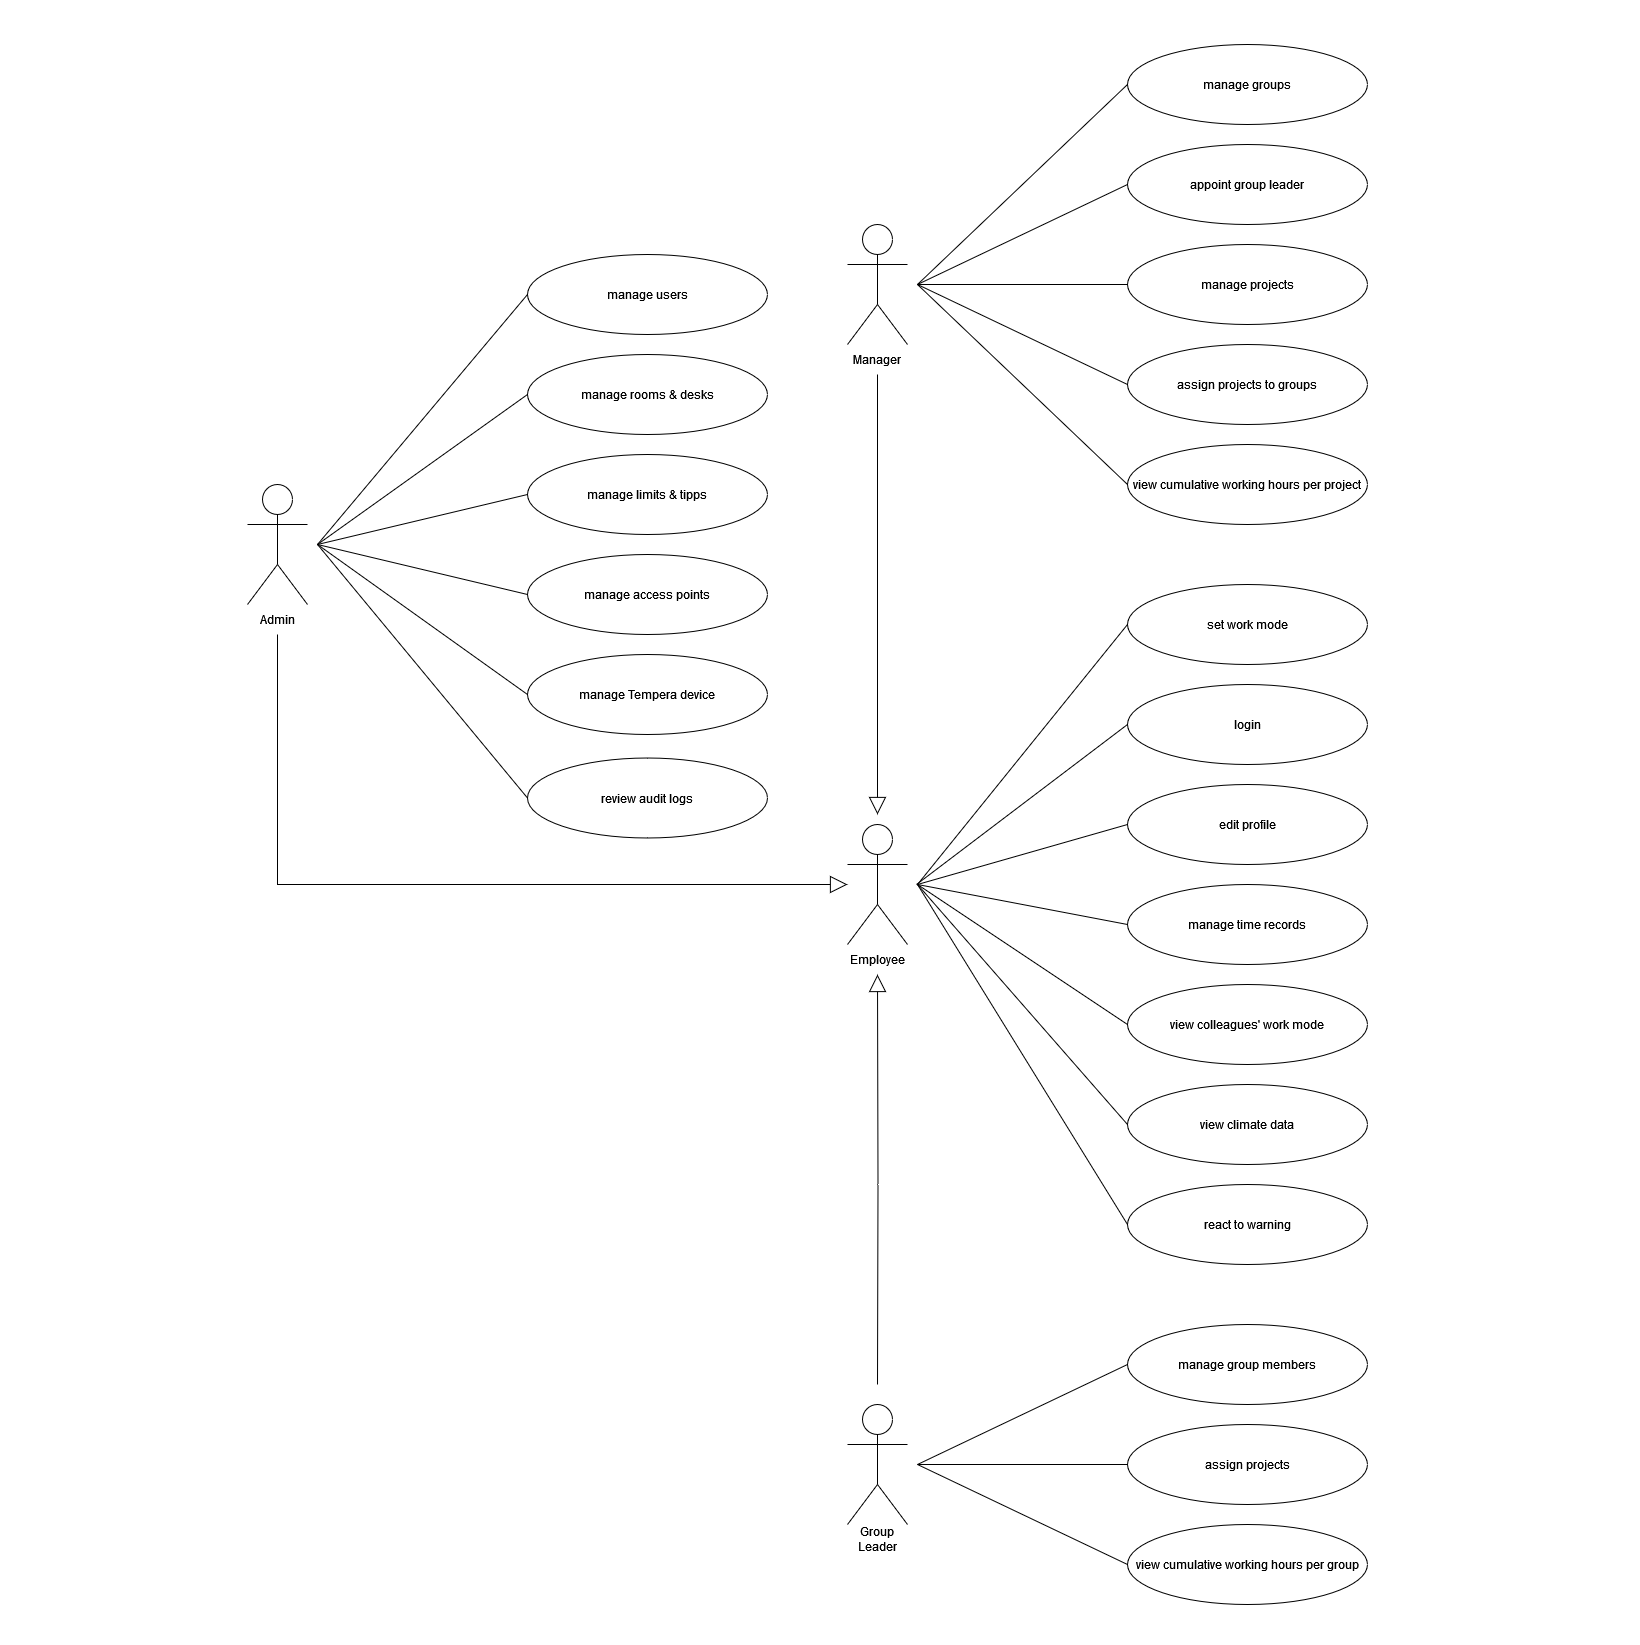 manage groups
appoint group leader
manage projects
Manager
assign projects to groups
view cumulative working hours per project
manage users
manage rooms & desks
manage limits & tipps
Admin
manage access points
manage Tempera device
review audit logs
set work mode
login
edit profile
manage time records
Employee
view colleagues' work mode
view climate data
react to warning
manage group members
assign projects
Group
Leader
view cumulative working hours per group